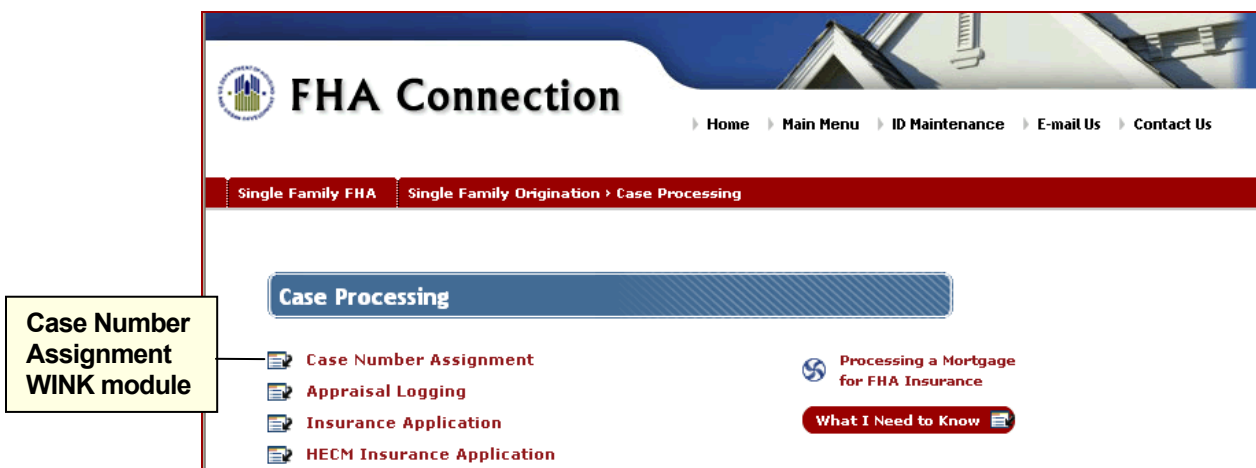 FHA Connection
Home Main Menu ID Maintenance E-mail Us Contact Us
Single Family FHA Single Family Origination › Case Processing
Case Processing
Case Number
Assignment
WINK module
Case Number Assignment
Appraisal Logging
Insurance Application
HECM Insurance Application
Processing a Mortgage
for FHA Insurance
What I Need to Know